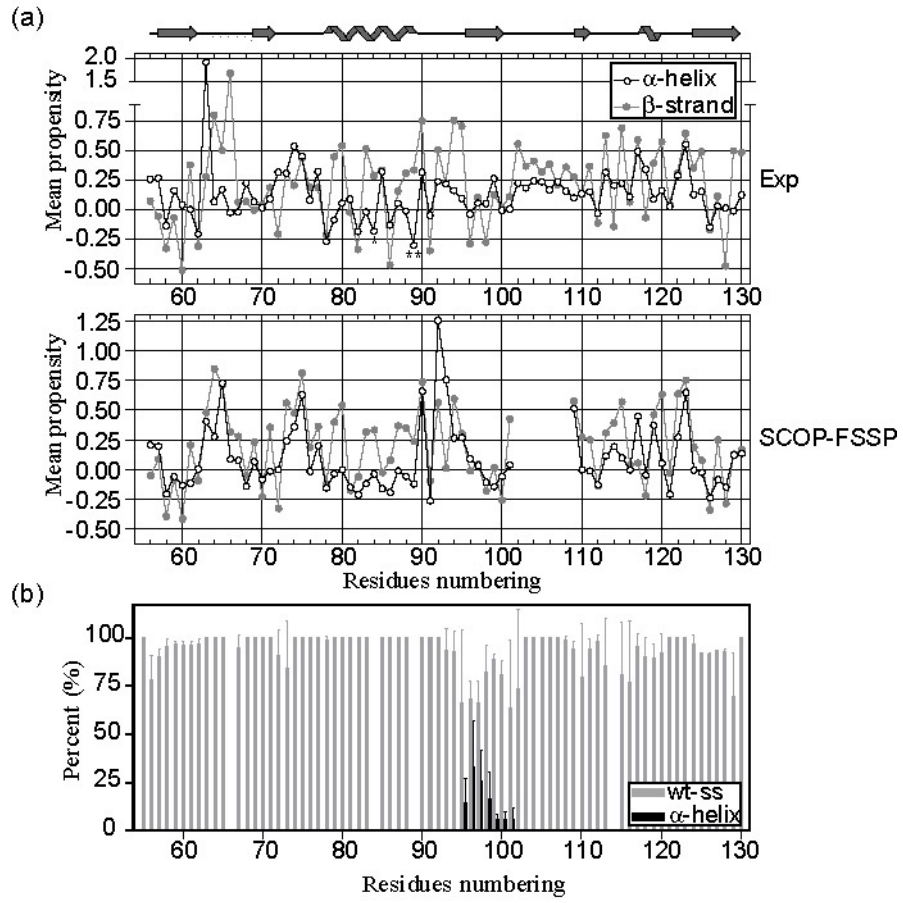 (a)
2.0
1.5
0.75
0.50
0.25
0.00
-0.25
-0.50
Mean propensity
α-helix
β-strand
Exp
*
**
60 70 80 90 100 110 120 130
1.25
1.00
0.75
0.50
0.25
0.00
-0.25
-0.50
Mean propensity
SCOP-FSSP
60 70 80 90 100 110 120 130
Residues numbering
(b)
100
75
50
25
0
Percent (%)
wt-ss
α-helix
60 70 80 90 100 110 120 130
Residues numbering